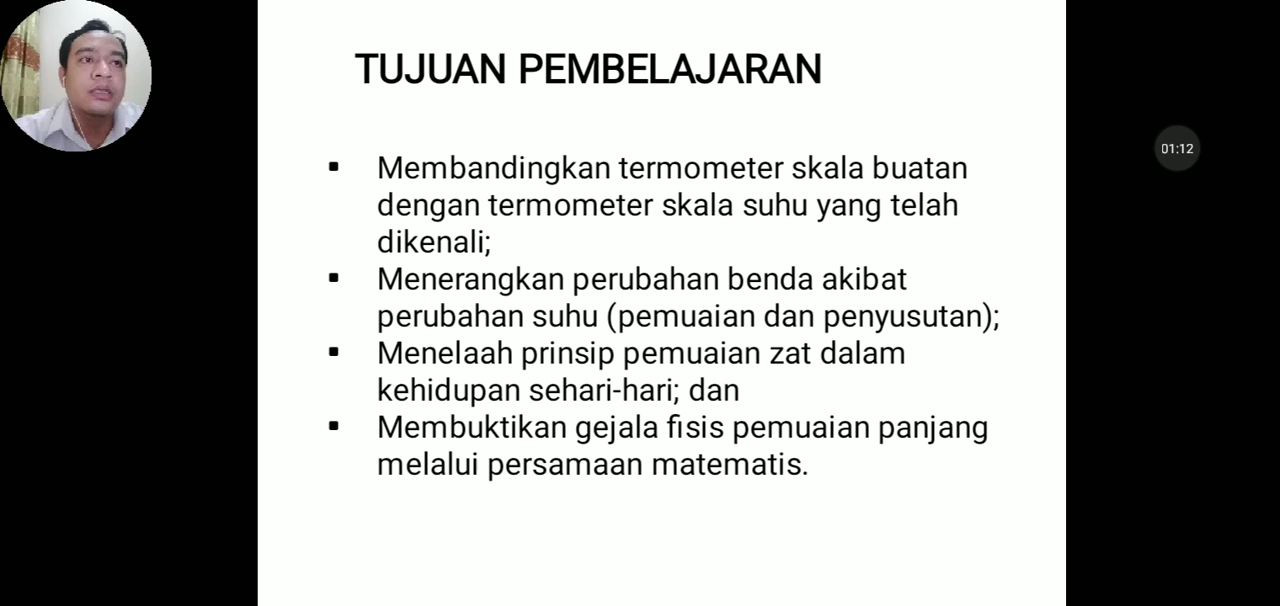 TUJUAN PEMBELAJARAN
▪ Membandingkan termometer skala buatan
dengan termometer skala suhu yang telah
dikenali;
▪ Menerangkan perubahan benda akibat
perubahan suhu (pemuaian dan penyusutan);
▪ Menelaah prinsip pemuaian zat dalam
kehidupan sehari-hari; dan
▪ Membuktikan gejala fisis pemuaian panjang
melalui persamaan matematis.
01:12